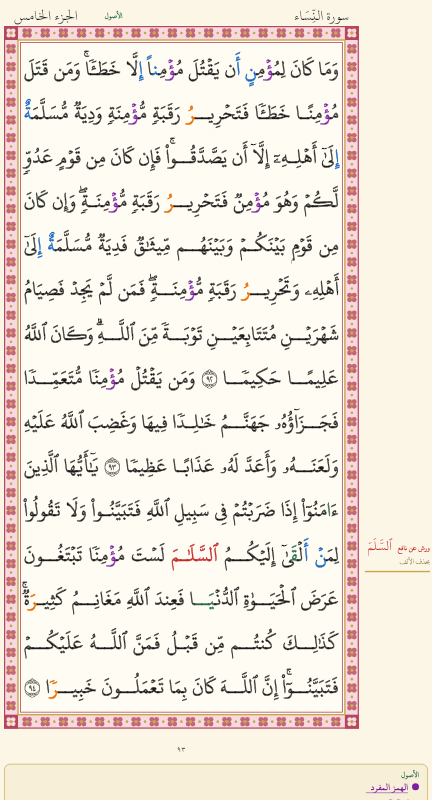 سورة النِّسَاء
الأصول
الجزء الخامس
وَمَا كَانَ لِمُؤْمِنٍ أَن يَقْتُلَ مُؤْمِناً إِلَّا خَطَـًٔاۚ وَمَن قَتَلَ
مُؤْمِنًا خَطَـًٔا فَتَحْرِيرُ رَقَبَةٍ مُّؤْمِنَةٍ وَدِيَةٌ مُّسَلَّمَةٌ
إِلَىٰٓ أَهْلِهِۦٓ إِلَّآ أَن يَصَّدَّقُواْۚ فَإِن كَانَ مِن قَوْمٍ عَدُوٍّ
لَّكُمْ وَهُوَ مُؤْمِنٌ فَتَحْرِيرُ رَقَبَةٍ مُّؤْمِنَةٍۖ وَإِن كَانَ
مِن قَوْمِۭ بَيْنَكُمْ وَبَيْنَهُم مِّيثَٰقٌ فَدِيَةٌ مُّسَلَّمَةٌ إِلَىٰٓ
أَهْلِهِۦ وَتَحْرِيرُ رَقَبَةٍ مُّؤْمِنَةٍۖ فَمَن لَّمْ يَجِدْ فَصِيَامُ
شَهْرَيْنِ مُتَتَابِعَيْنِ تَوْبَةً مِّنَ ٱللَّهِۗ وَكَانَ ٱللَّهُ
عَلِيمًا حَكِيمًا ٩٢ وَمَن يَقْتُلْ مُؤْمِنًا مُّتَعَمِّدًا
فَجَزَآؤُهُۥ جَهَنَّمُ خَٰلِدًا فِيهَا وَغَضِبَ ٱللَّهُ عَلَيْهِ
وَلَعَنَهُۥ وَأَعَدَّ لَهُۥ عَذَابًا عَظِيمًا ٩٣ يَٰٓأَيُّهَا ٱلَّذِينَ
ءَامَنُوٓاْ إِذَا ضَرَبْتُمْ فِى سَبِيلِ ٱللَّهِ فَتَبَيَّنُواْ وَلَا تَقُولُواْ
لِمَنْ أَلْقَىٰٓ إِلَيْكُمُ ٱلسَّلَٰمَ لَسْتَ مُؤْمِنًا تَبْتَغُونَ
ورش عن نافع ٱلسَّلَمَ
بحذف الألف.
عَرَضَ ٱلْحَيَوٰةِ ٱلدُّنْيَا فَعِندَ ٱللَّهِ مَغَانِمُ كَثِيرَةٌۚ
كَذَٰلِكَ كُنتُم مِّن قَبْلُ فَمَنَّ ٱللَّهُ عَلَيْكُمْ
فَتَبَيَّنُوٓاْۚ إِنَّ ٱللَّهَ كَانَ بِمَا تَعْمَلُونَ خَبِيرًا ٩٤
٩٣
الأصول
الهمز المفرد